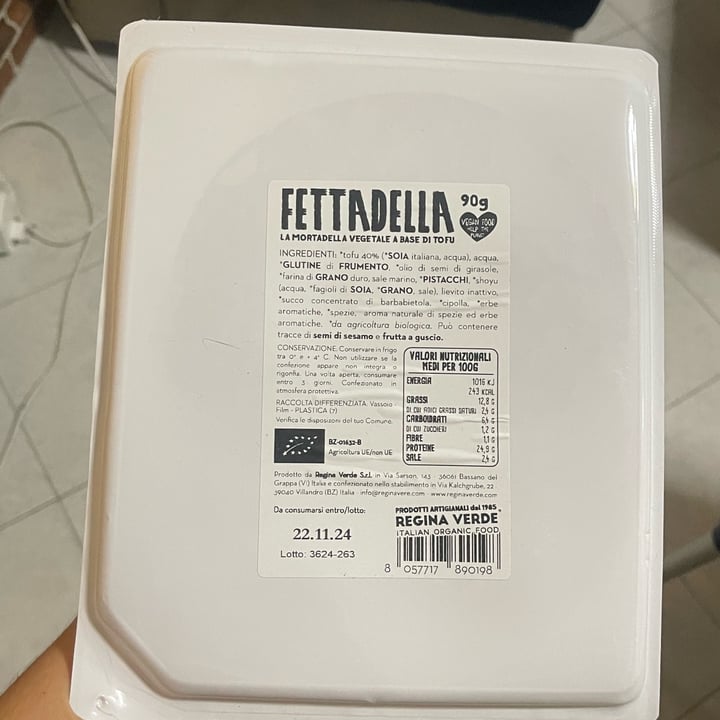 FETTADELLA 90g
VEGAN FOOD
HELP THE
PLANET
LA MORTADELLA VEGETALE A BASE DI TOFU
INGREDIENTI: *tofu 40% (*SOIA italiana, acqua), acqua,
*GLUTINE di FRUMENTO, *olio di semi di girasole,
*farina di GRANO duro, sale marino, *PISTACCHI, *shoyu
(acqua, *fagioli di SOIA, *GRANO, sale), lievito inattivo,
*succo concentrato di barbabietola, *cipolla, *erbe
aromatiche, *spezie, aroma naturale di spezie ed erbe
aromatiche, *da agricoltura biologica. Può contenere
tracce di semi di sesamo e frutta a guscio.
CONSERVAZIONE: Conservare in frigo
tra 0° e + 4° C. Non utilizzare se la
confezione appare non integra o
rigonfia. Una volta aperta, consumare
entro 3 giorni. Confezionato in
atmosfera protettiva.
RACCOLTA DIFFERENZIATA: Vassoio -
Film - PLASTICA (7)
Verifica le disposizioni del tuo Comune.
VALORI NUTRIZIONALI
MEDI PER 100G
ENERGIA 1016 KJ
243 KCAL
GRASSI 12,8 G
DI CUI ACIDI GRASSI SATURI 2,4 G
CARBOIDRATI 6,4 G
DI CUI ZUCCHERI 1,2 G
FIBRE 1,1 G
PROTEINE 24,9 G
SALE 2,4 G
BZ-01632-B
Agricoltura UE/non UE
Prodotto da Regina Verde S.r.l. in Via Sarson, 143 - 36061 Bassano del
Grappa (VI) Italia e confezionato nello stabilimento in Via Kalchgrube, 22 -
39040 Villandro (BZ) Italia - info@reginavere.com - www.reginaverde.com
Da consumarsi entro/lotto:
22.11.24
Lotto: 3624-263
PRODOTTI ARTIGIANALI dal 1985
REGINA VERDE
ITALIAN ORGANIC FOOD
8 057717 890198